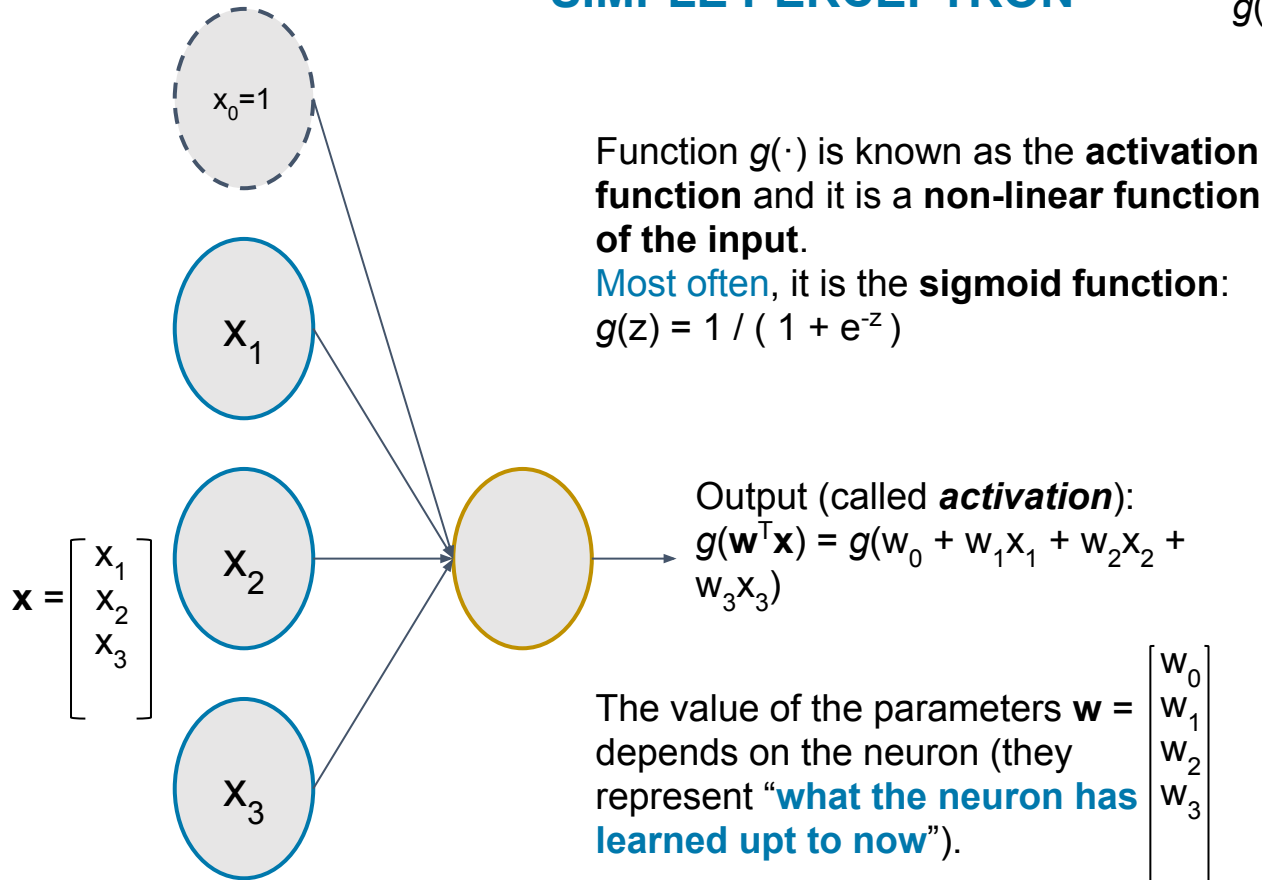 SIMPLE PERCEPTRON
g(
x₀=1
Function g(·) is known as the activation
function and it is a non-linear function
of the input.
Most often, it is the sigmoid function:
g(z) = 1 / ( 1 + e⁻ᶻ )
x₁
x₂
Output (called activation):
g(wᵀx) = g(w₀ + w₁x₁ + w₂x₂ +
w₃x₃)
x =
x₁
x₂
x₃
x₃
The value of the parameters w =
depends on the neuron (they
represent “what the neuron has
learned upt to now”).
w₀
w₁
w₂
w₃